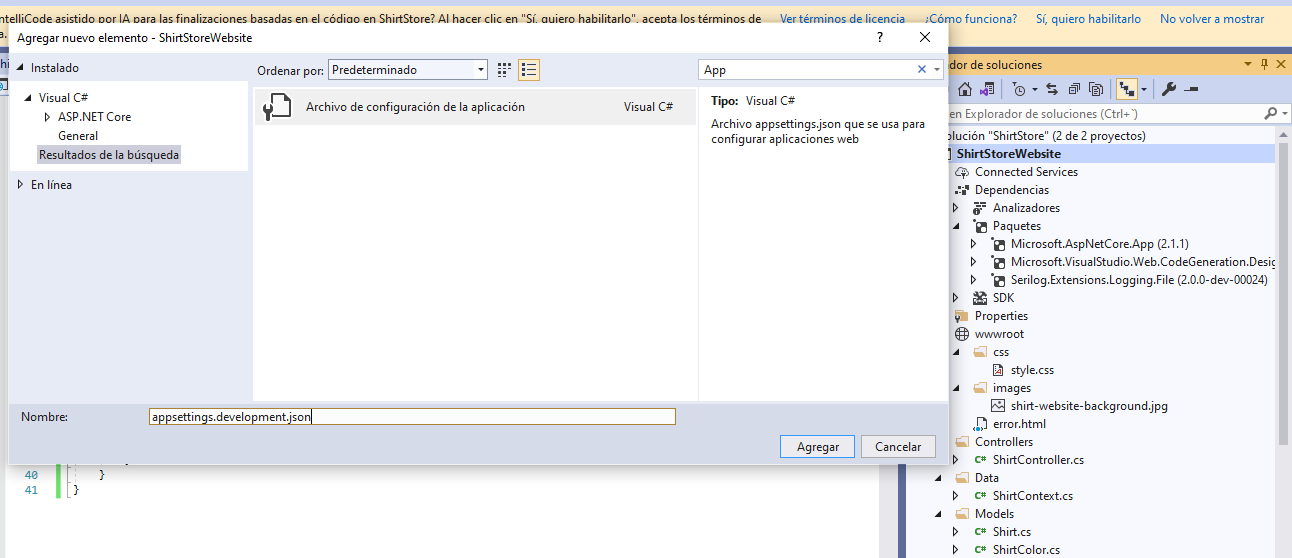 ntelliCode asistido por IA para las finalizaciones basadas en el código en ShirtStore? Al hacer clic en "Sí, quiero habilitarlo", acepta los términos de
Ver términos de licencia
¿Cómo funciona?
Sí, quiero habilitarlo
No volver a mostrar
Agregar nuevo elemento - ShirtStoreWebsite
?
Instalado
Visual C#
ASP.NET Core
General
Resultados de la búsqueda
En línea
Ordenar por:
Predeterminado
App
Archivo de configuración de la aplicación
Visual C#
Tipo: Visual C#
Archivo appsettings.json que se usa para
configurar aplicaciones web
Nombre:
appsettings.development.json
Agregar
Cancelar
40 }
41 }
dor de soluciones
en Explorador de soluciones (Ctrl+´)
olución "ShirtStore" (2 de 2 proyectos)
ShirtStoreWebsite
Connected Services
Dependencias
Analizadores
Paquetes
Microsoft.AspNetCore.App (2.1.1)
Microsoft.VisualStudio.Web.CodeGeneration.Desig
Serilog.Extensions.Logging.File (2.0.0-dev-00024)
SDK
Properties
wwwroot
css
style.css
images
shirt-website-background.jpg
error.html
Controllers
C# ShirtController.cs
Data
C# ShirtContext.cs
Models
C# Shirt.cs
C# ShirtColor.cs